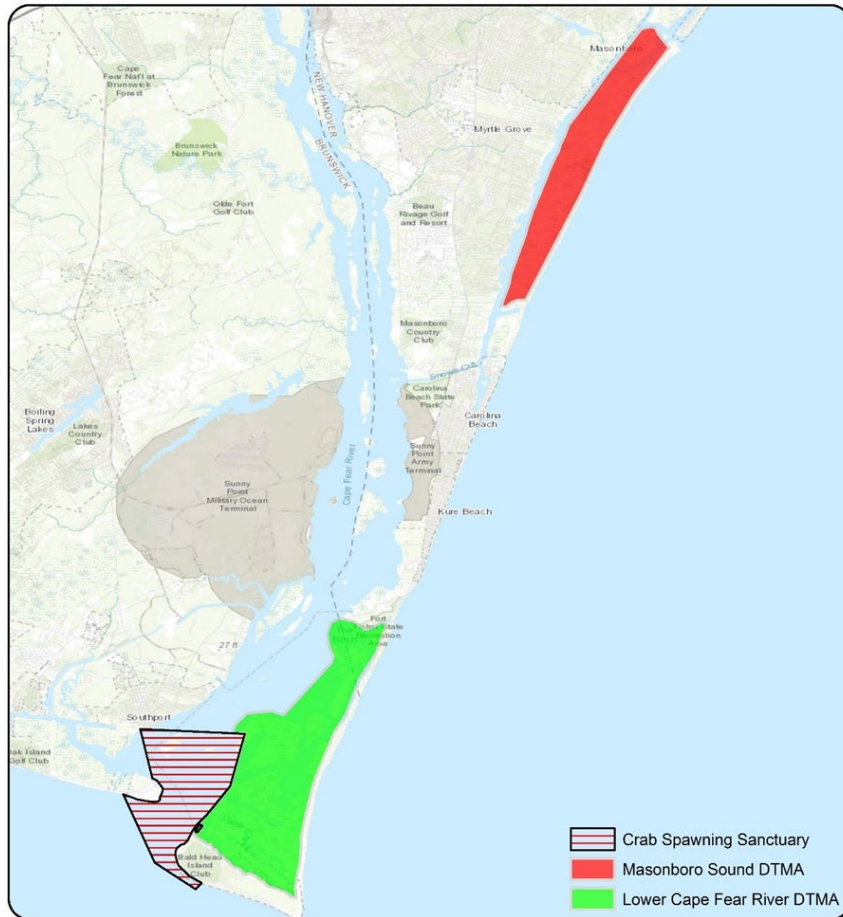 Masonboro
Cape
Fear Nat'l at
Brunswick
Forest
NEW HANOVER
BRUNSWICK
Myrtle Grove
Brunswick
Nature Park
Olde Fort
Golf Club
Beau
Rivage Golf
and Resort
Masonboro
Country
Club
Snows Cut
Carolina
Beach State
Park
Boiling
Spring
Lakes
Lakes
Country
Club
Carolina
Beach
Sunny
Point
Army
Terminal
Cape Fear River
Sunny
Point
Military Ocean
Terminal
Kure Beach
Fort
State
Recreation
Area
27 ft
Southport
Island
Golf Club
Bald Head
Island
Club
Crab Spawning Sanctuary
Masonboro Sound DTMA
Lower Cape Fear River DTMA